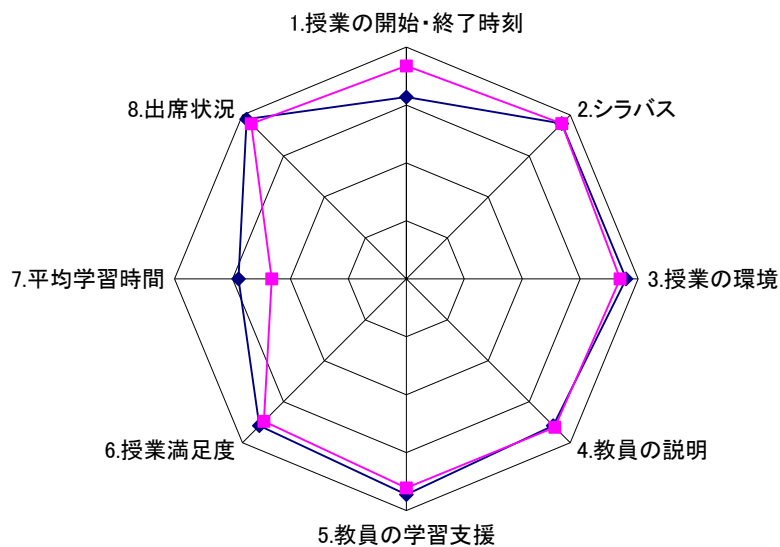 1.授業の開始・終了時刻
2.シラバス
3.授業の環境
4.教員の説明
5.教員の学習支援
6.授業満足度
7.平均学習時間
8.出席状況